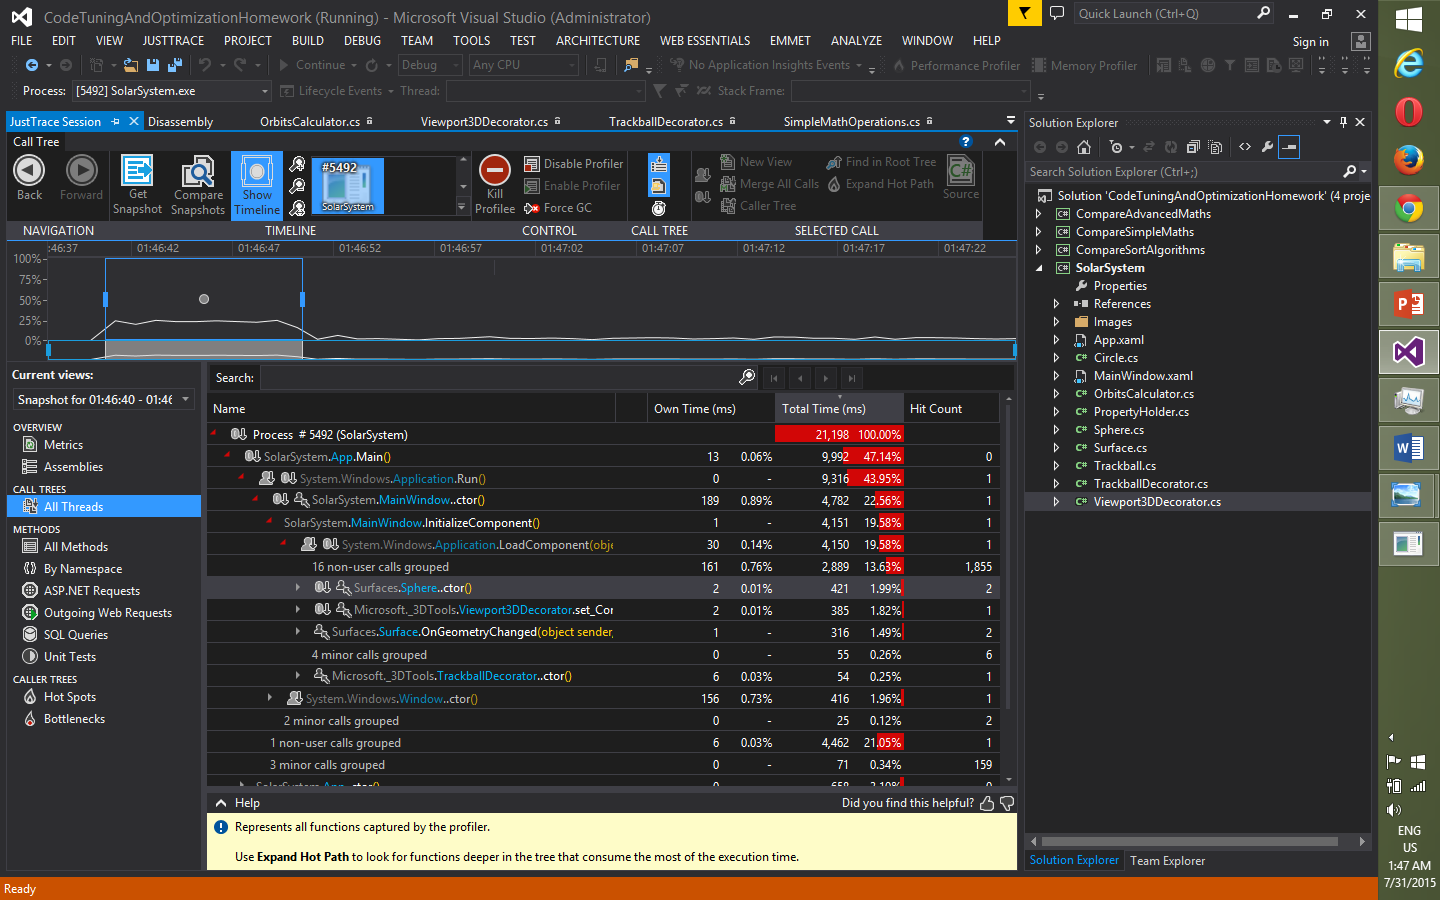 CodeTuningAndOptimizationHomework (Running) - Microsoft Visual Studio (Administrator)
Quick Launch (Ctrl+Q)
FILE EDIT VIEW JUSTTRACE PROJECT BUILD DEBUG TEAM TOOLS TEST ARCHITECTURE WEB ESSENTIALS EMMET ANALYZE WINDOW HELP
Sign in
Continue Debug Any CPU No Application Insights Events Performance Profiler Memory Profiler
Process: [5492] SolarSystem.exe Lifecycle Events Thread: Stack Frame:
JustTrace Session Disassembly OrbitsCalculator.cs Viewport3DDecorator.cs TrackballDecorator.cs SimpleMathOperations.cs
Call Tree
Back Forward Get Snapshot Compare Snapshots Show Timeline
#5492 SolarSystem
Kill Profilee
Disable Profiler
Enable Profiler
Force GC
New View
Merge All Calls
Caller Tree
Find in Root Tree
Expand Hot Path
Source
NAVIGATION TIMELINE CONTROL CALL TREE SELECTED CALL
:46:37 01:46:42 01:46:47 01:46:52 01:46:57 01:47:02 01:47:07 01:47:12 01:47:17 01:47:22
100%
75%
50%
25%
0%
Current views:
Snapshot for 01:46:40 - 01:46
OVERVIEW
Metrics
Assemblies
CALL TREES
All Threads
METHODS
All Methods
By Namespace
ASP.NET Requests
Outgoing Web Requests
SQL Queries
Unit Tests
CALLER TREES
Hot Spots
Bottlenecks
Search:
Name Own Time (ms) Total Time (ms) Hit Count
Process # 5492 (SolarSystem) 21,198 100.00%
SolarSystem.App.Main() 13 0.06% 9,992 47.14% 0
System.Windows.Application.Run() 0 - 9,316 43.95% 1
SolarSystem.MainWindow..ctor() 189 0.89% 4,782 22.56% 1
SolarSystem.MainWindow.InitializeComponent() 1 - 4,151 19.58% 1
System.Windows.Application.LoadComponent(obje 30 0.14% 4,150 19.58% 1
16 non-user calls grouped 161 0.76% 2,889 13.63% 1,855
Surfaces.Sphere..ctor() 2 0.01% 421 1.99% 2
Microsoft._3DTools.Viewport3DDecorator.set_Cor 2 0.01% 385 1.82% 1
Surfaces.Surface.OnGeometryChanged(object sender, 1 - 316 1.49% 2
4 minor calls grouped 0 - 55 0.26% 6
Microsoft._3DTools.TrackballDecorator..ctor() 6 0.03% 54 0.25% 1
System.Windows.Window..ctor() 156 0.73% 416 1.96% 1
2 minor calls grouped 0 - 25 0.12% 2
1 non-user calls grouped 6 0.03% 4,462 21.05% 1
3 minor calls grouped 0 - 71 0.34% 159
SolarSystem.App..ctor() 0 - 658 3.10% 0
Help Did you find this helpful?
Represents all functions captured by the profiler.
Use Expand Hot Path to look for functions deeper in the tree that consume the most of the execution time.
Solution Explorer
Search Solution Explorer (Ctrl+;)
Solution 'CodeTuningAndOptimizationHomework' (4 proje
CompareAdvancedMaths
CompareSimpleMaths
CompareSortAlgorithms
SolarSystem
Properties
References
Images
App.xaml
Circle.cs
MainWindow.xaml
OrbitsCalculator.cs
PropertyHolder.cs
Sphere.cs
Surface.cs
Trackball.cs
TrackballDecorator.cs
Viewport3DDecorator.cs
Solution Explorer Team Explorer
Ready
ENG
US
1:47 AM
7/31/2015